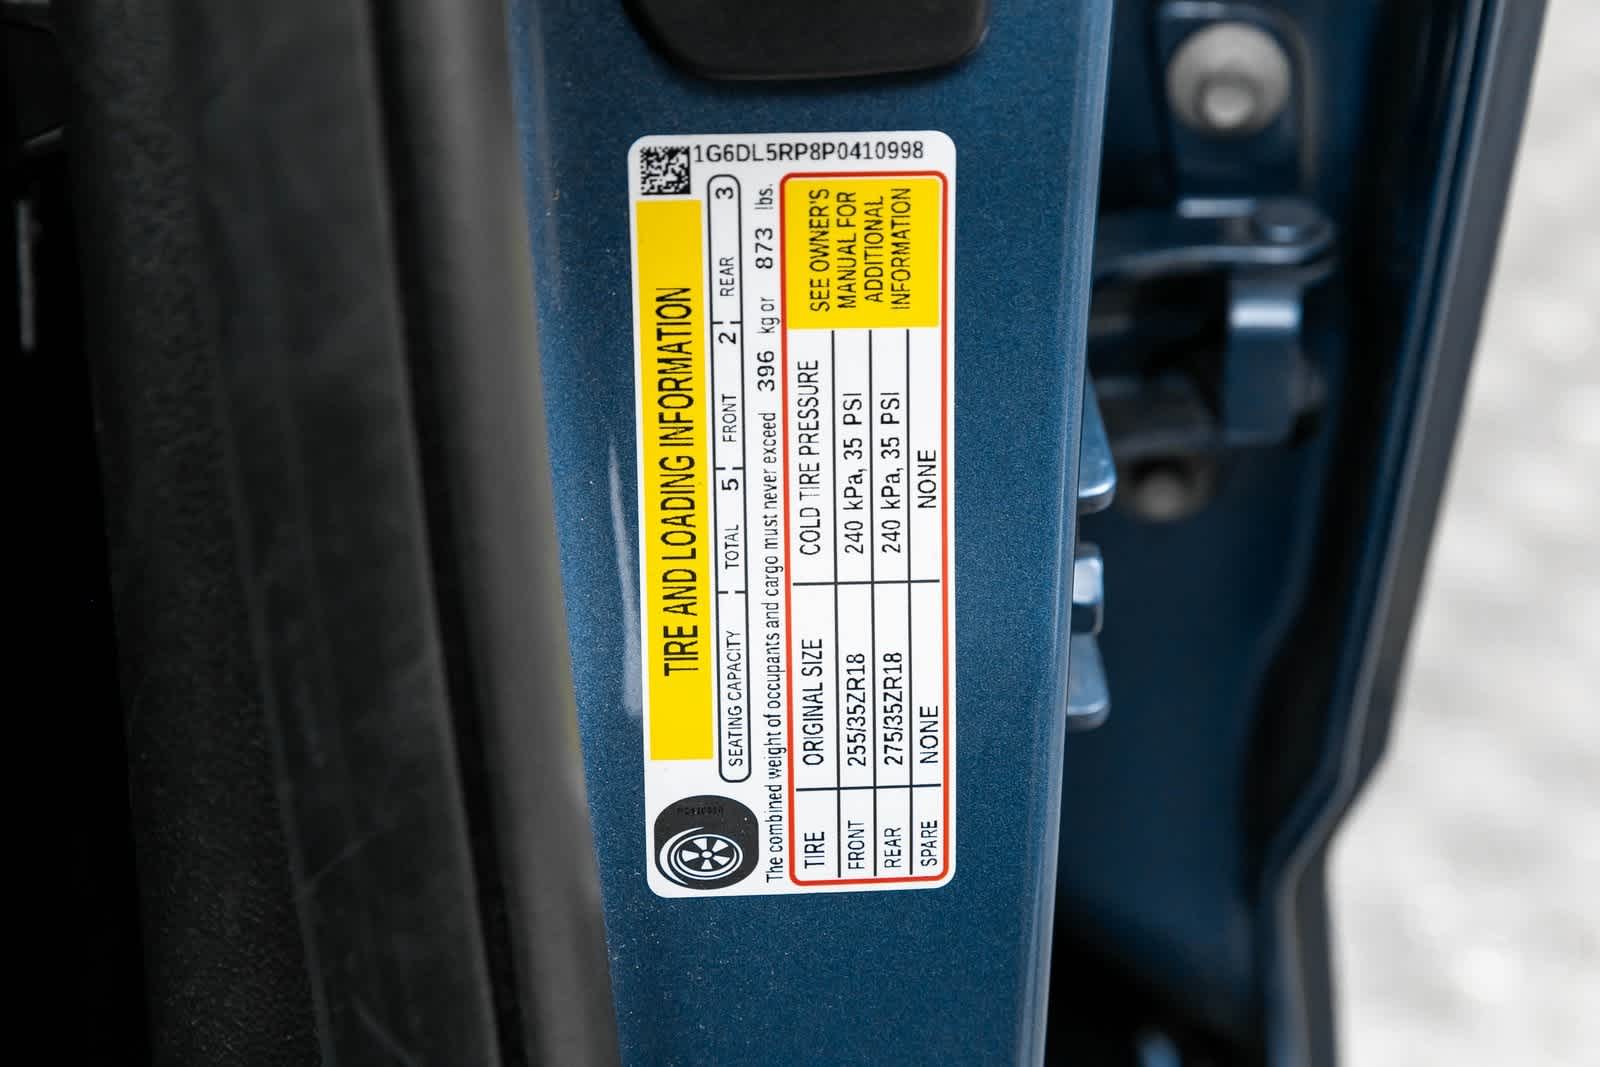 1G6DL5RP8P0410998
TIRE AND LOADING INFORMATION
SEATING CAPACITY TOTAL 5 FRONT 2 REAR 3
The combined weight of occupants and cargo must never exceed 396 kg or 873 lbs.
TIRE ORIGINAL SIZE COLD TIRE PRESSURE
FRONT 255/35ZR18 240 kPa, 35 PSI
REAR 275/35ZR18 240 kPa, 35 PSI
SPARE NONE NONE
SEE OWNER'S
MANUAL FOR
ADDITIONAL
INFORMATION